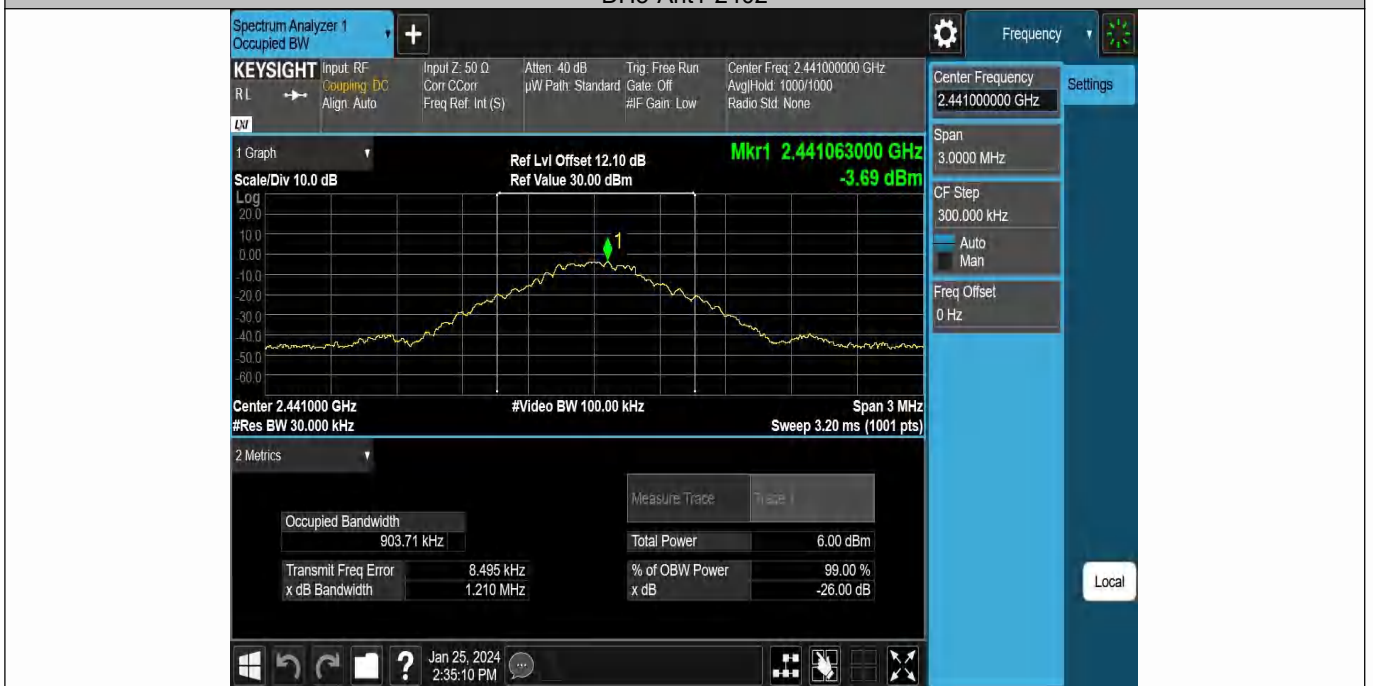 DH5-Ant1-2402
Spectrum Analyzer 1
Occupied BW
+
Frequency
KEYSIGHT
RL
LXI
Input: RF
Coupling: DC
Align: Auto
Input Z: 50 Ω
Corr CCorr
Freq Ref: Int (S)
Atten: 40 dB
µW Path: Standard
Trig: Free Run
Gate: Off
#IF Gain: Low
Center Freq: 2.441000000 GHz
Avg|Hold: 1000/1000
Radio Std: None
Center Frequency
2.441000000 GHz
Settings
Span
3.0000 MHz
CF Step
300.000 kHz
Auto
Man
Freq Offset
0 Hz
1 Graph
Scale/Div 10.0 dB
Ref Lvl Offset 12.10 dB
Ref Value 30.00 dBm
Mkr1 2.441063000 GHz
-3.69 dBm
Log
20.0
10.0
0.00
-10.0
-20.0
-30.0
-40.0
-50.0
-60.0
1
Center 2.441000 GHz
#Video BW 100.00 kHz
Span 3 MHz
#Res BW 30.000 kHz
Sweep 3.20 ms (1001 pts)
2 Metrics
Measure Trace
Trace 1
Occupied Bandwidth
903.71 kHz
Total Power
6.00 dBm
Transmit Freq Error
8.495 kHz
% of OBW Power
99.00 %
x dB Bandwidth
1.210 MHz
x dB
-26.00 dB
Local
?
Jan 25, 2024
2:35:10 PM